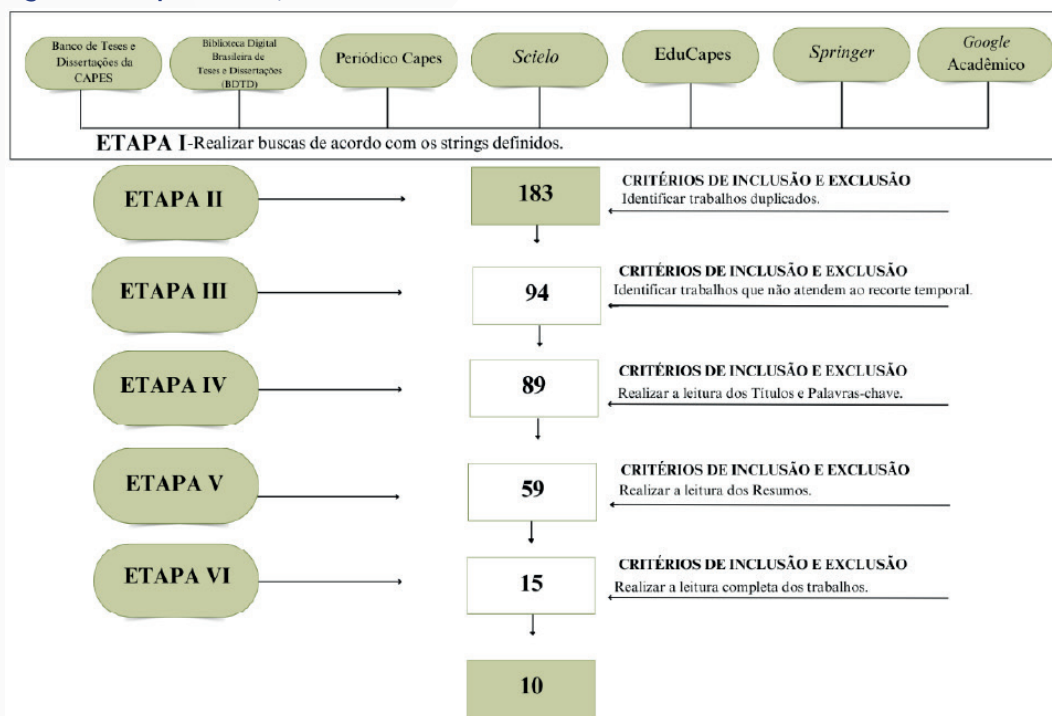 Banco de Teses e
Dissertações da
CAPES
Biblioteca Digital
Brasileira de
Teses e Dissertações
(BDTD)
Periódico Capes
Scielo
EduCapes
Springer
Google
Acadêmico
ETAPA I-Realizar buscas de acordo com os strings definidos.
ETAPA II
183
CRITÉRIOS DE INCLUSÃO E EXCLUSÃO
Identificar trabalhos duplicados.
ETAPA III
94
CRITÉRIOS DE INCLUSÃO E EXCLUSÃO
Identificar trabalhos que não atendem ao recorte temporal.
ETAPA IV
89
CRITÉRIOS DE INCLUSÃO E EXCLUSÃO
Realizar a leitura dos Títulos e Palavras-chave.
ETAPA V
59
CRITÉRIOS DE INCLUSÃO E EXCLUSÃO
Realizar a leitura dos Resumos.
ETAPA VI
15
CRITÉRIOS DE INCLUSÃO E EXCLUSÃO
Realizar a leitura completa dos trabalhos.
10